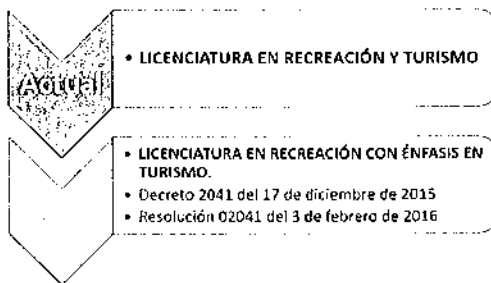 Actual
• LICENCIATURA EN RECREACIÓN Y TURISMO
• LICENCIATURA EN RECREACIÓN CON ÉNFASIS EN
TURISMO.
• Decreto 2041 del 17 de diciembre de 2015
• Resolución 02041 del 3 de febrero de 2016